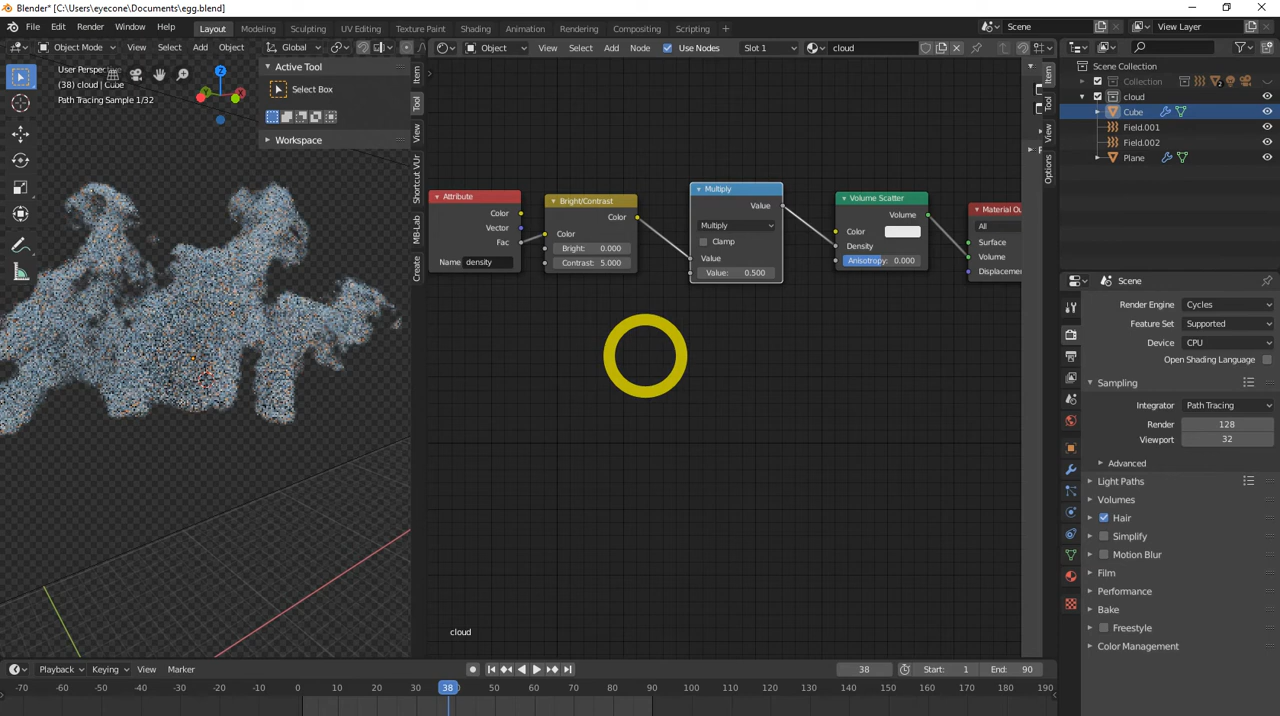 Blender* [C:\Users\eyecone\Documents\egg.blend]
File Edit Render Window Help Layout Modeling Sculpting UV Editing Texture Paint Shading Animation Rendering Compositing Scripting + Scene View Layer
Object Mode View Select Add Object Global Object View Select Add Node Use Nodes Slot 1 cloud
User Perspective
(38) cloud | Cube
Path Tracing Sample 1/32
Active Tool
Select Box
Workspace
Item
Tool
View
Shortcut VUr
MB-Lab
Create
Attribute
Color
Vector
Fac
Name density
Bright/Contrast
Color
Color
Bright: 0.000
Contrast: 5.000
Multiply
Value
Multiply
Clamp
Value
Value: 0.500
Volume Scatter
Volume
Color
Density
Anisotropy: 0.000
Material Ou
All
Surface
Volume
Displaceme
cloud
Item
Tool
View
Options
Scene Collection
Collection 2
cloud
Cube
Field.001
Field.002
Plane
Scene
Render Engine Cycles
Feature Set Supported
Device CPU
Open Shading Language
Sampling
Integrator Path Tracing
Render 128
Viewport 32
Advanced
Light Paths
Volumes
Hair
Simplify
Motion Blur
Film
Performance
Bake
Freestyle
Color Management
Playback Keying View Marker 38 Start: 1 End: 90
-70 -60 -50 -40 -30 -20 -10 0 10 20 30 38 50 60 70 80 90 100 110 120 130 140 150 160 170 180 190